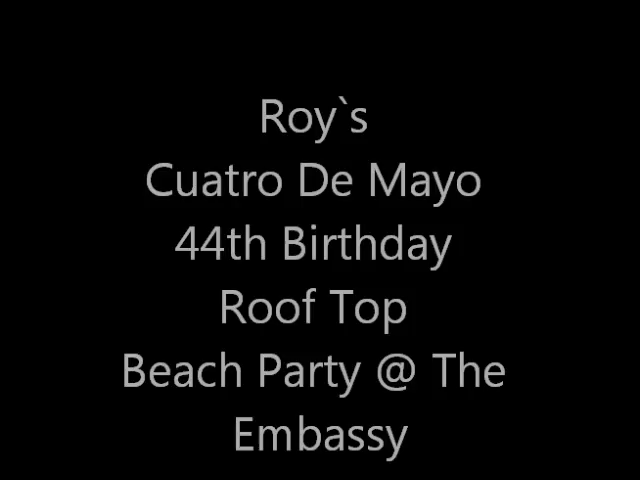 Roy`s
Cuatro De Mayo
44th Birthday
Roof Top
Beach Party @ The
Embassy